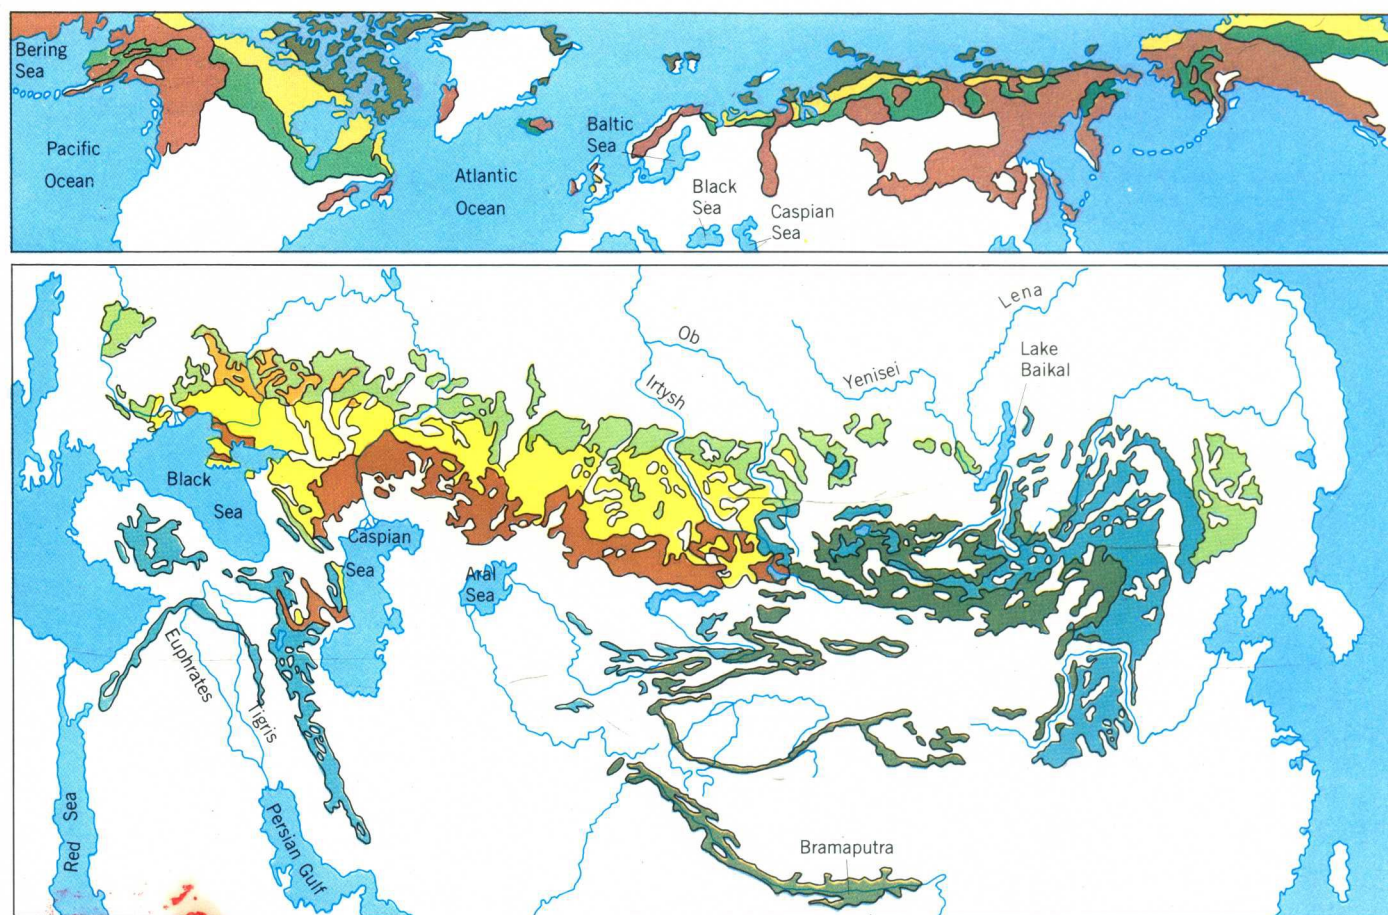 Bering
Sea
Pacific
Ocean
Atlantic
Ocean
Baltic
Sea
Black
Sea
Caspian
Sea
Lena
Ob
Lake
Baikal
Irtysh
Yenisei
Black
Sea
Caspian
Sea
Aral
Sea
Euphrates
Tigris
Red Sea
Persian Gulf
Bramaputra